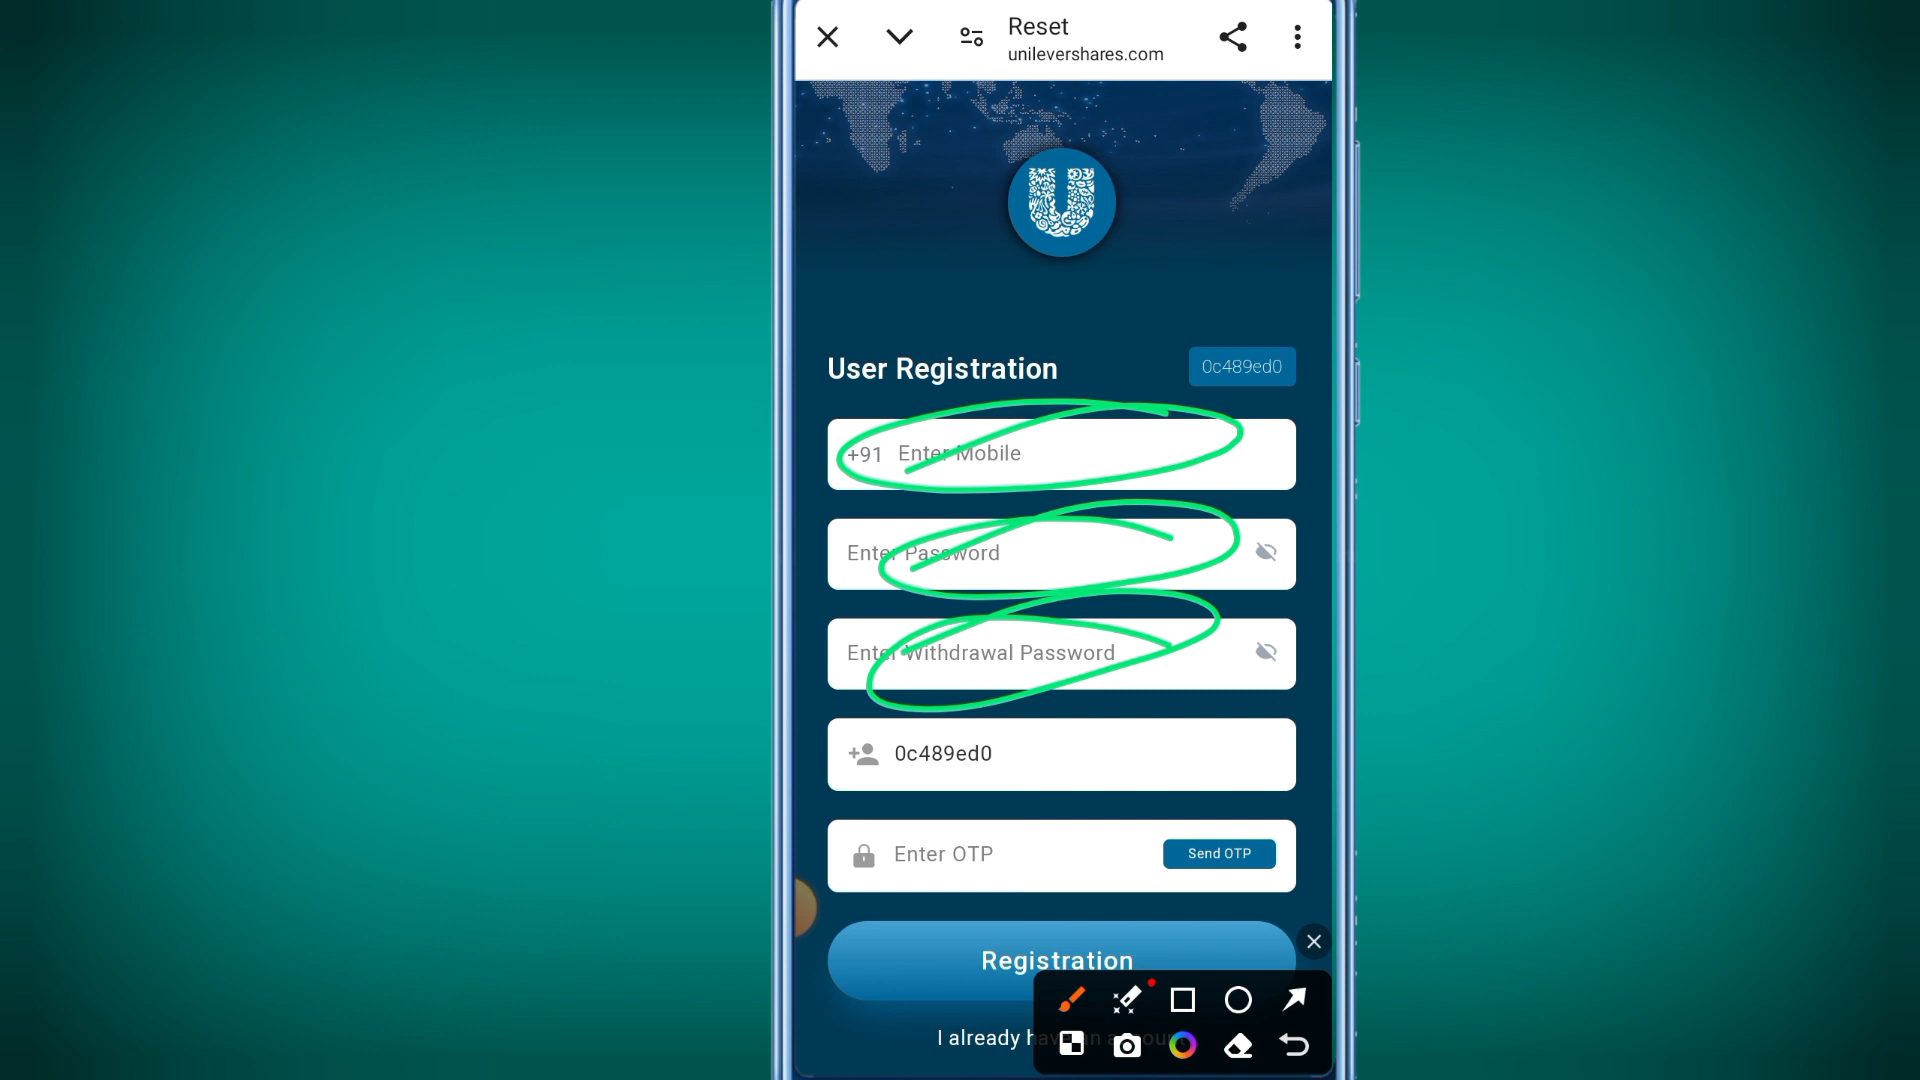 Reset
unilevershares.com
U
User Registration
0c489ed0
+91 Enter Mobile
Enter Password
Enter Withdrawal Password
0c489ed0
Enter OTP
Send OTP
Registration
I already